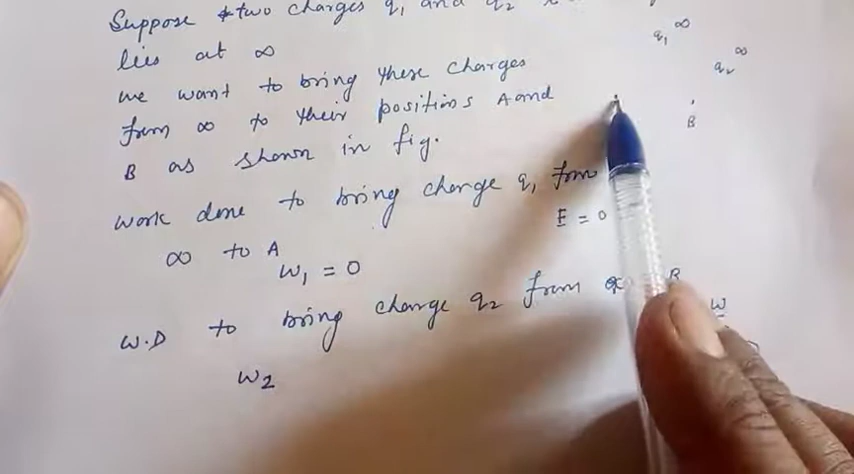 Suppose two charges q1 and q2
lies at ∞
we want to bring these charges
from ∞ to their positions A and
B as shown in fig.
work done to bring charge q1 from
∞ to A
W1 = 0
W.D to bring charge q2 from ∞ B
W2
q1 ∞
q2 ∞
B
E = 0
W